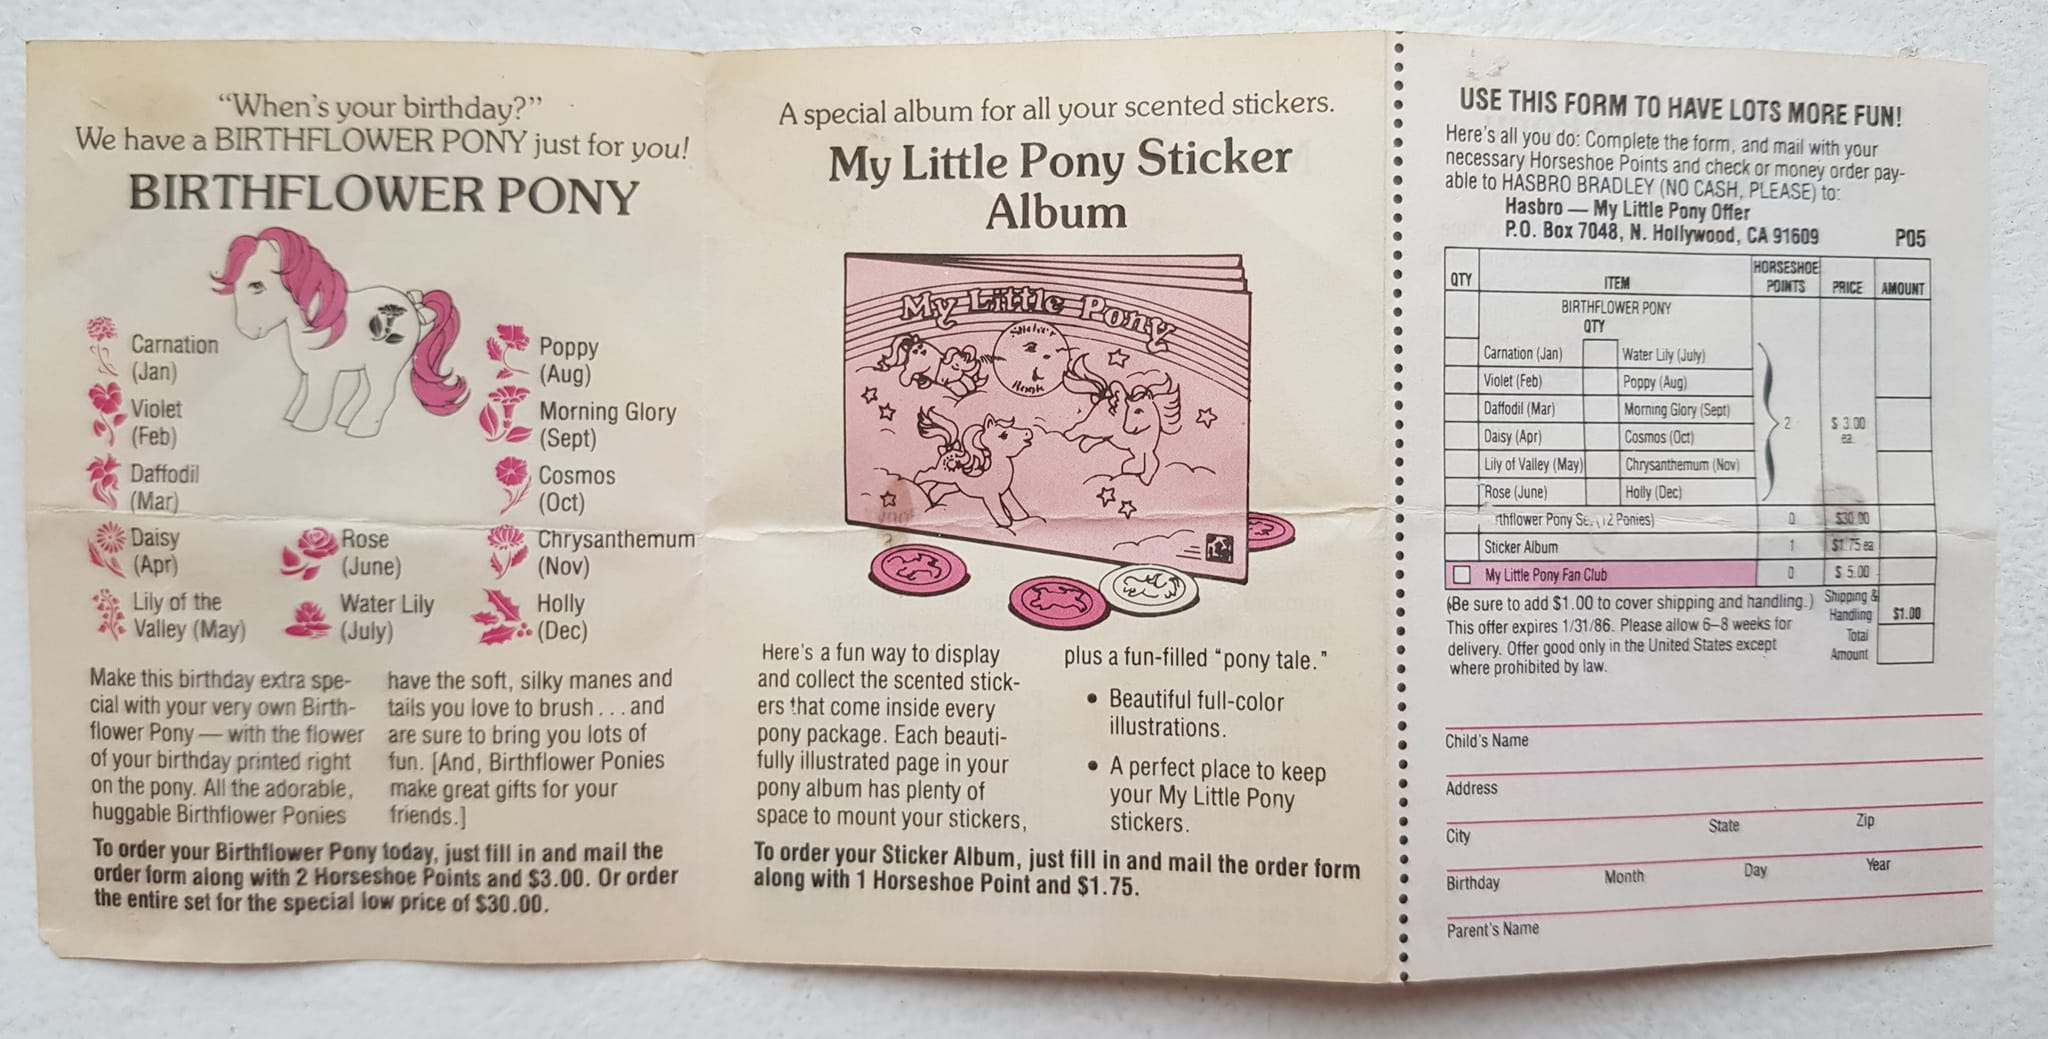 "When's your birthday?"
We have a BIRTHFLOWER PONY just for you!
BIRTHFLOWER PONY
Carnation
(Jan)
Violet
(Feb)
Daffodil
(Mar)
Daisy
(Apr)
Lily of the
Valley (May)
Rose
(June)
Water Lily
(July)
Poppy
(Aug)
Morning Glory
(Sept)
Cosmos
(Oct)
Chrysanthemum
(Nov)
Holly
(Dec)
Make this birthday extra spe-
cial with your very own Birth-
flower Pony — with the flower
of your birthday printed right
on the pony. All the adorable,
huggable Birthflower Ponies
have the soft, silky manes and
tails you love to brush . . . and
are sure to bring you lots of
fun. [And, Birthflower Ponies
make great gifts for your
friends.]
To order your Birthflower Pony today, just fill in and mail the
order form along with 2 Horseshoe Points and $3.00. Or order
the entire set for the special low price of $30.00.
A special album for all your scented stickers.
My Little Pony Sticker
Album
My Little Pony
Sticker
Book
Here's a fun way to display
and collect the scented stick-
ers that come inside every
pony package. Each beauti-
fully illustrated page in your
pony album has plenty of
space to mount your stickers,
plus a fun-filled "pony tale."
• Beautiful full-color
illustrations.
• A perfect place to keep
your My Little Pony
stickers.
To order your Sticker Album, just fill in and mail the order form
along with 1 Horseshoe Point and $1.75.
USE THIS FORM TO HAVE LOTS MORE FUN!
Here's all you do: Complete the form, and mail with your
necessary Horseshoe Points and check or money order pay-
able to HASBRO BRADLEY (NO CASH, PLEASE) to:
Hasbro — My Little Pony Offer
P.O. Box 7048, N. Hollywood, CA 91609 P05
QTY ITEM HORSESHOE POINTS PRICE AMOUNT
BIRTHFLOWER PONY
QTY
Carnation (Jan) Water Lily (July)
Violet (Feb) Poppy (Aug)
Daffodil (Mar) Morning Glory (Sept)
Daisy (Apr) Cosmos (Oct)
Lily of Valley (May) Chrysanthemum (Nov)
Rose (June) Holly (Dec)
2 $ 3.00 ea.
rthflower Pony Se. (12 Ponies) 0 $30.00
Sticker Album 1 $1.75 ea
My Little Pony Fan Club 0 $ 5.00
(Be sure to add $1.00 to cover shipping and handling.)
This offer expires 1/31/86. Please allow 6–8 weeks for
delivery. Offer good only in the United States except
where prohibited by law.
Shipping &
Handling $1.00
Total
Amount
Child's Name
Address
City State Zip
Birthday Month Day Year
Parent's Name